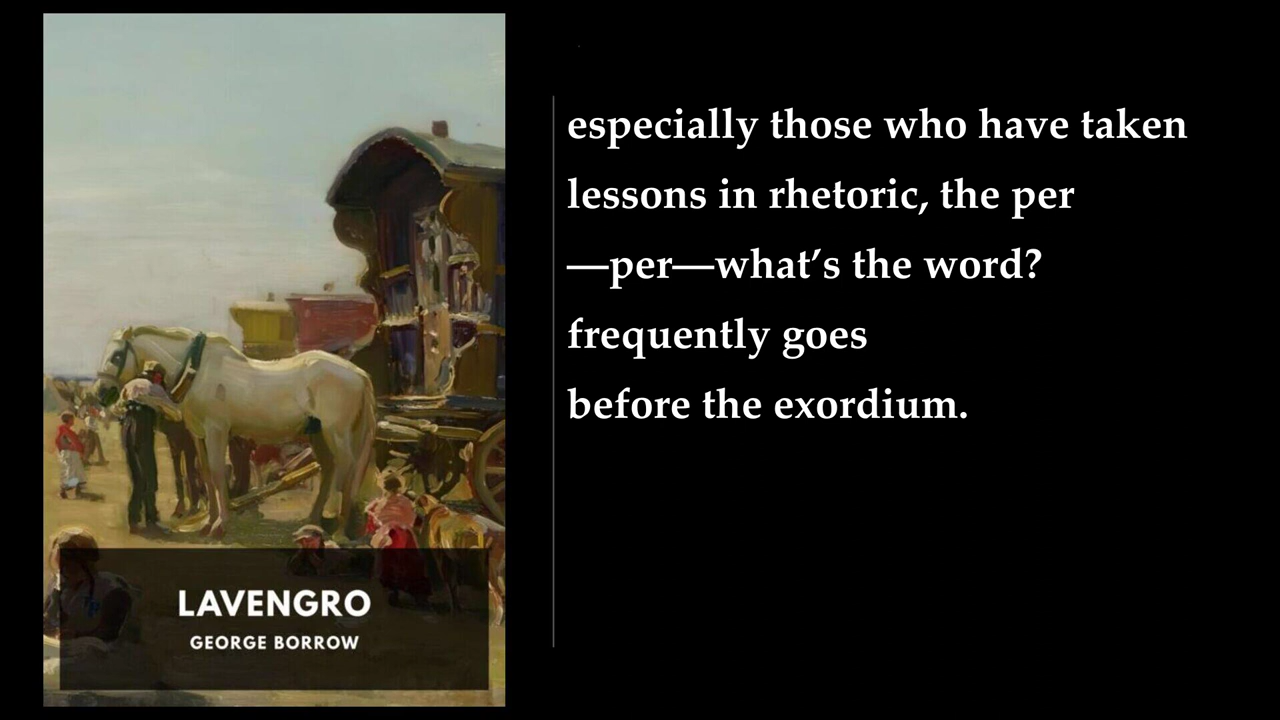 LAVENGRO
GEORGE BORROW
especially those who have taken
lessons in rhetoric, the per
—per—what’s the word?
frequently goes
before the exordium.